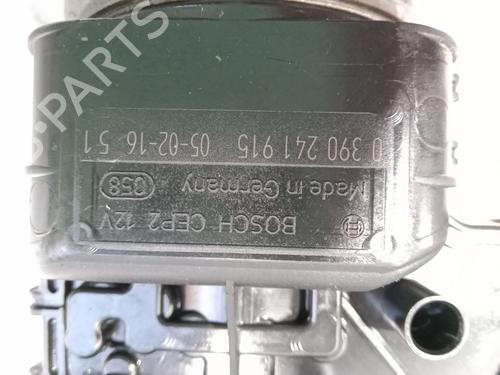 BOSCH CEP2 12V
Made in Germany 058
0 390 241 915 05-02-16 5 1
B-PARTS